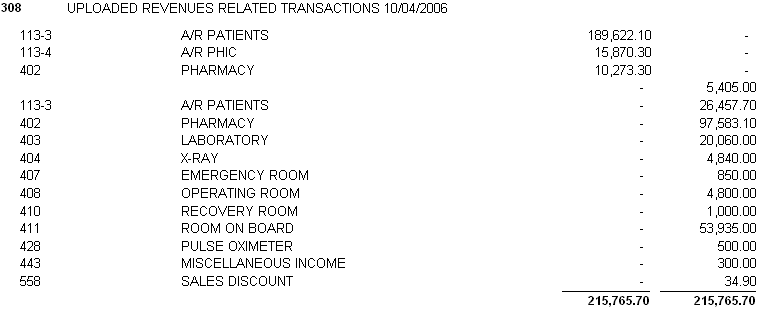 308 UPLOADED REVENUES RELATED TRANSACTIONS 10/04/2006
113-3 A/R PATIENTS 189,622.10 -
113-4 A/R PHIC 15,870.30 -
402 PHARMACY 10,273.30 -
- 5,405.00
113-3 A/R PATIENTS - 26,457.70
402 PHARMACY - 97,583.10
403 LABORATORY - 20,060.00
404 X-RAY - 4,840.00
407 EMERGENCY ROOM - 850.00
408 OPERATING ROOM - 4,800.00
410 RECOVERY ROOM - 1,000.00
411 ROOM ON BOARD - 53,935.00
428 PULSE OXIMETER - 500.00
443 MISCELLANEOUS INCOME - 300.00
558 SALES DISCOUNT - 34.90
215,765.70 215,765.70